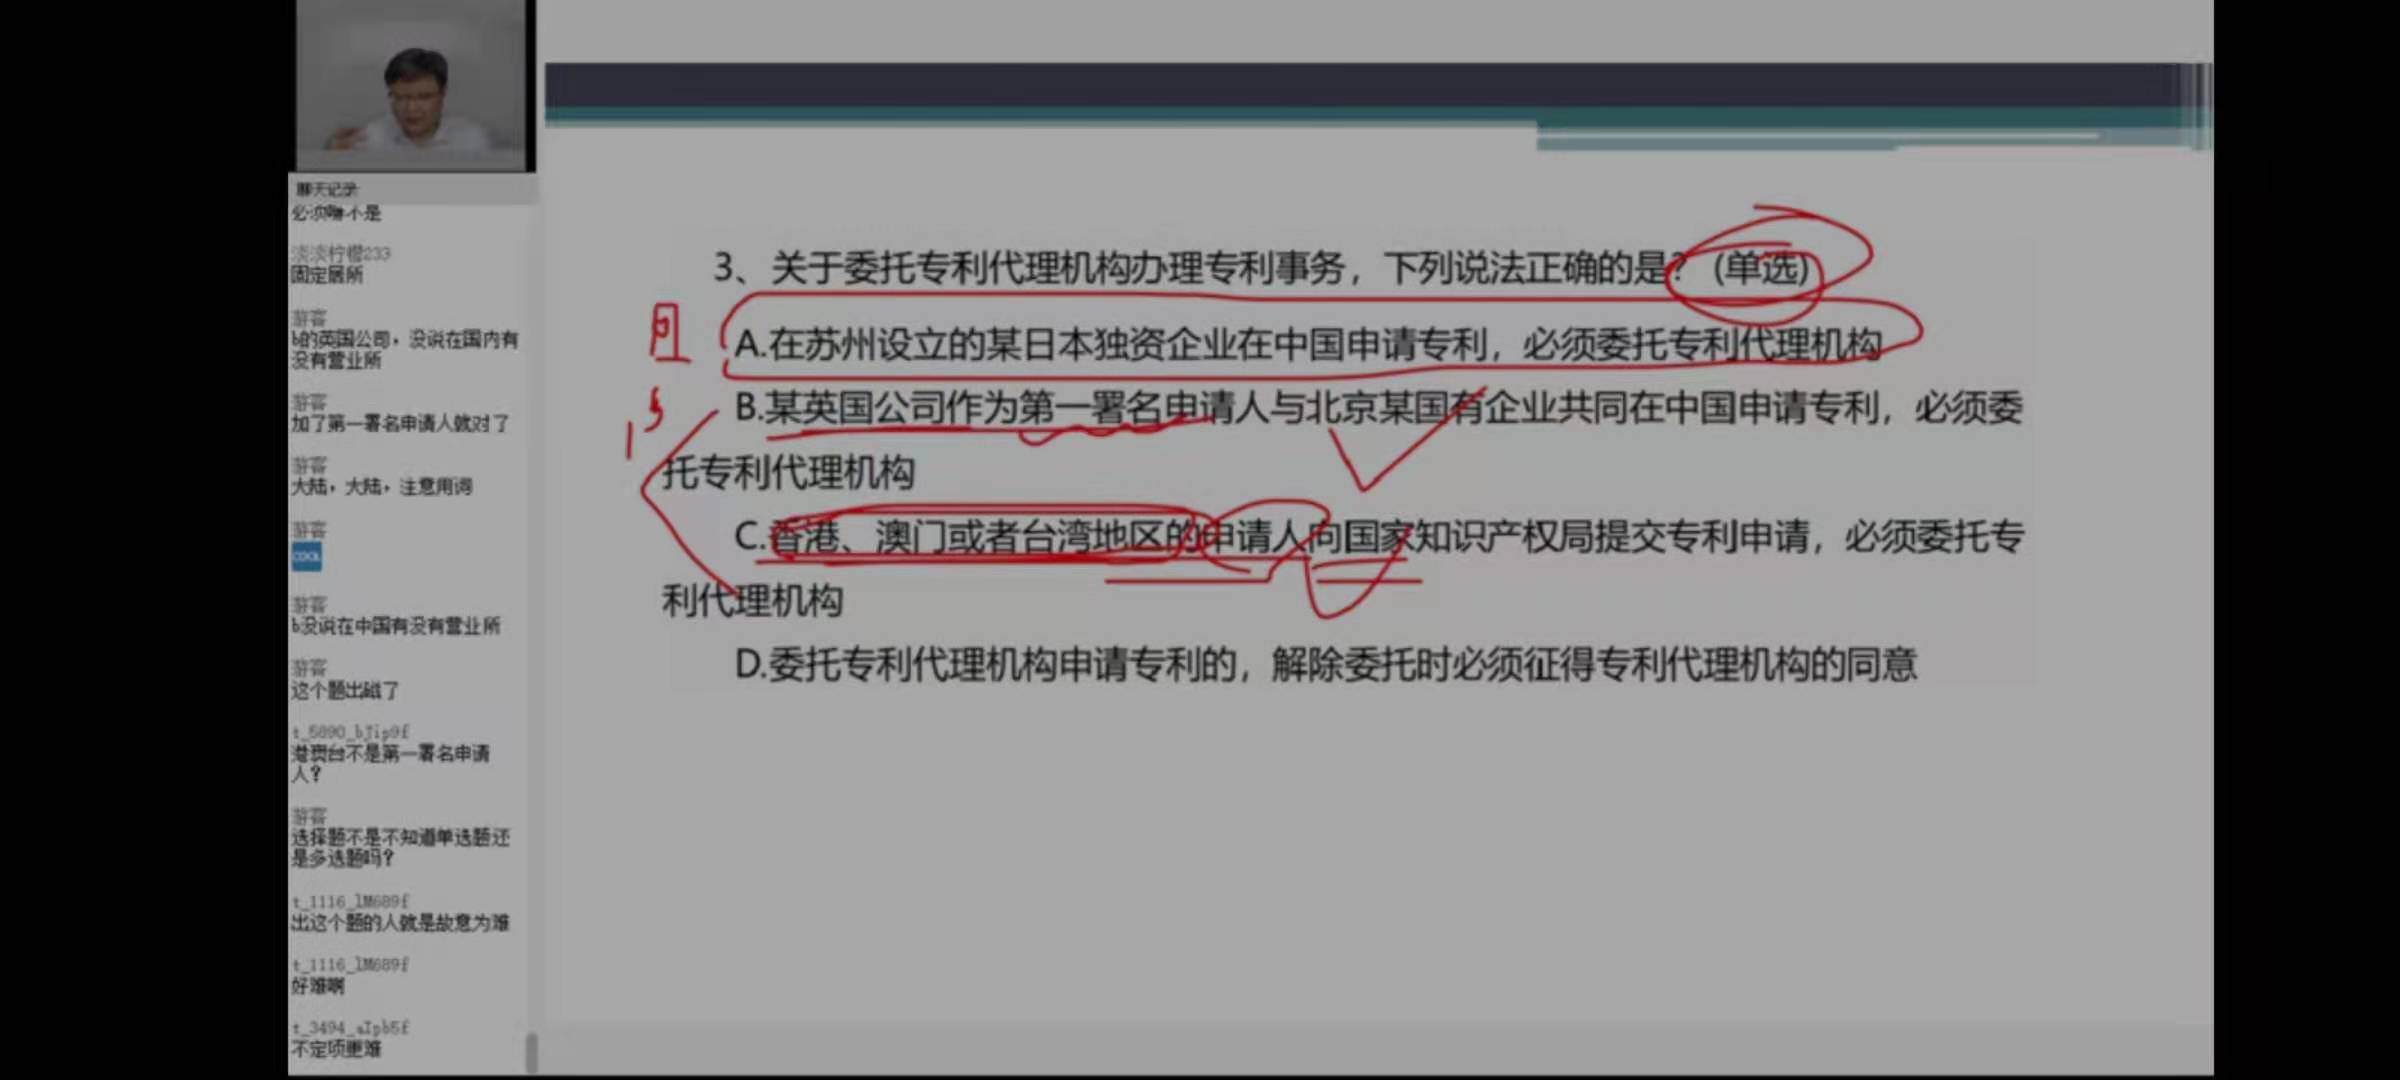 聊天记录
必须嘛不是
淡淡柠檬233
固定居所
游客
b的英国公司，没说在国内有
没有营业所
游客
加了第一署名申请人就对了
游客
大陆，大陆，注意用词
游客
COOL
游客
b没说在中国有没有营业所
游客
这个题出岔了
t_5890_bJip9f
港澳台不是第一署名申请
人？
游客
选择题不是不知道单选题还
是多选题吗？
t_1116_lM689f
出这个题的人就是故意为难
t_1116_lM689f
好难啊
t_3494_aIpb5f
不定项更难
3、关于委托专利代理机构办理专利事务，下列说法正确的是？(单选)
A.在苏州设立的某日本独资企业在中国申请专利，必须委托专利代理机构
B.某英国公司作为第一署名申请人与北京某国有企业共同在中国申请专利，必须委
托专利代理机构
C.香港、澳门或者台湾地区的申请人向国家知识产权局提交专利申请，必须委托专
利代理机构
D.委托专利代理机构申请专利的，解除委托时必须征得专利代理机构的同意